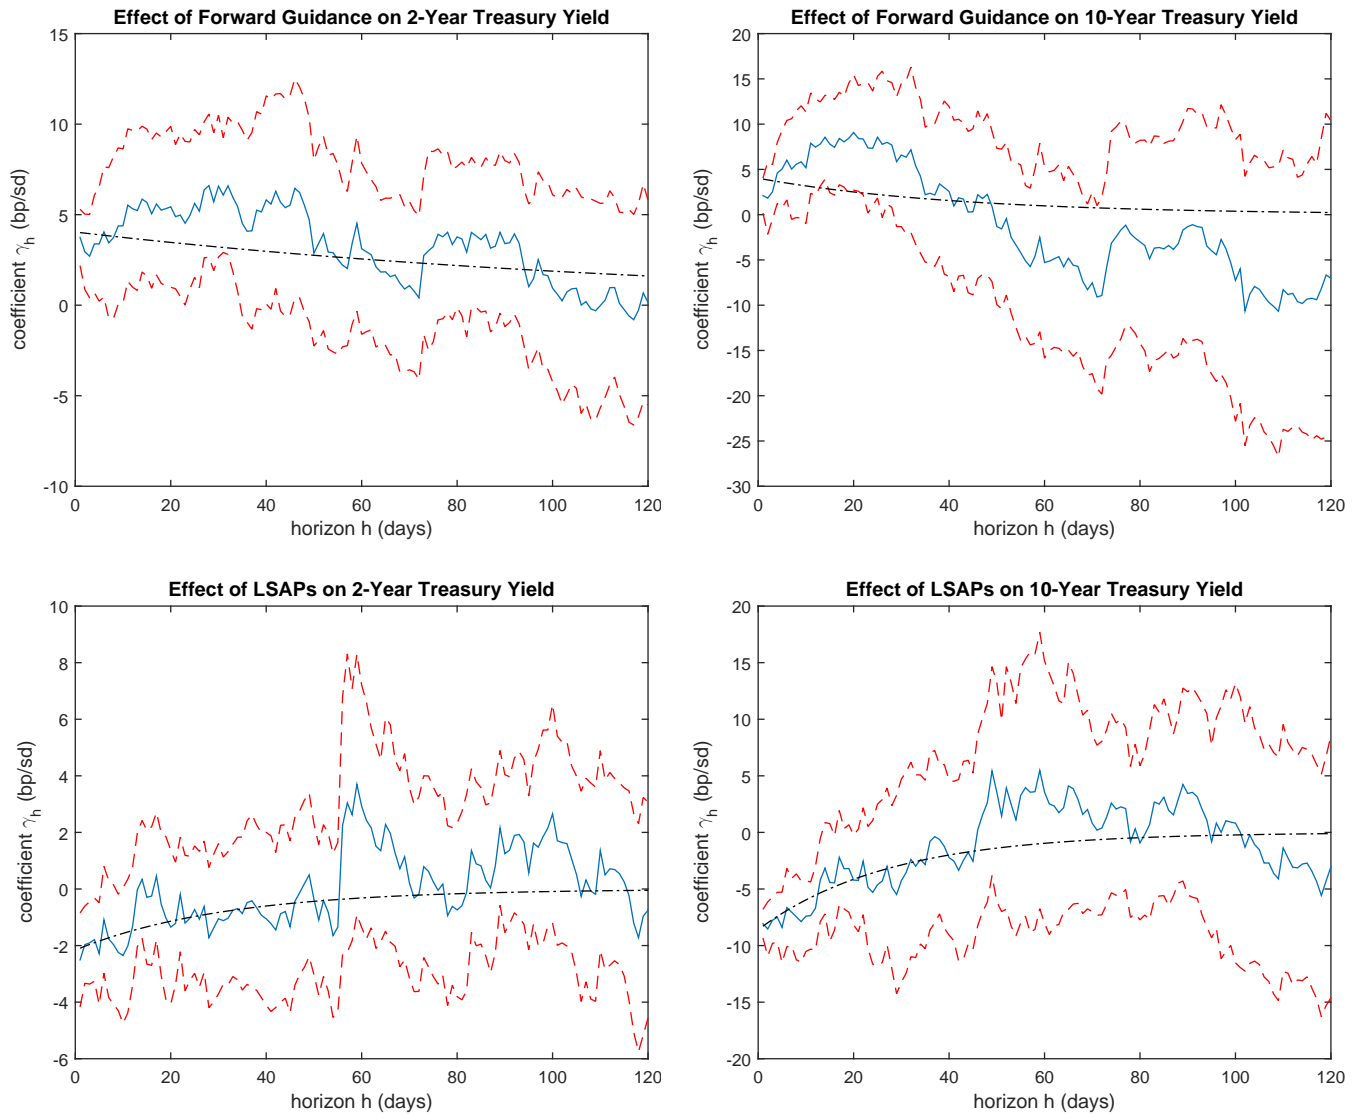 Effect of Forward Guidance on 2-Year Treasury Yield
15
10
5
0
-5
-10
coefficient γh (bp/sd)
0 20 40 60 80 100 120
horizon h (days)
Effect of Forward Guidance on 10-Year Treasury Yield
20
15
10
5
0
-5
-10
-15
-20
-25
-30
coefficient γh (bp/sd)
0 20 40 60 80 100 120
horizon h (days)
Effect of LSAPs on 2-Year Treasury Yield
10
8
6
4
2
0
-2
-4
-6
coefficient γh (bp/sd)
0 20 40 60 80 100 120
horizon h (days)
Effect of LSAPs on 10-Year Treasury Yield
20
15
10
5
0
-5
-10
-15
-20
coefficient γh (bp/sd)
0 20 40 60 80 100 120
horizon h (days)